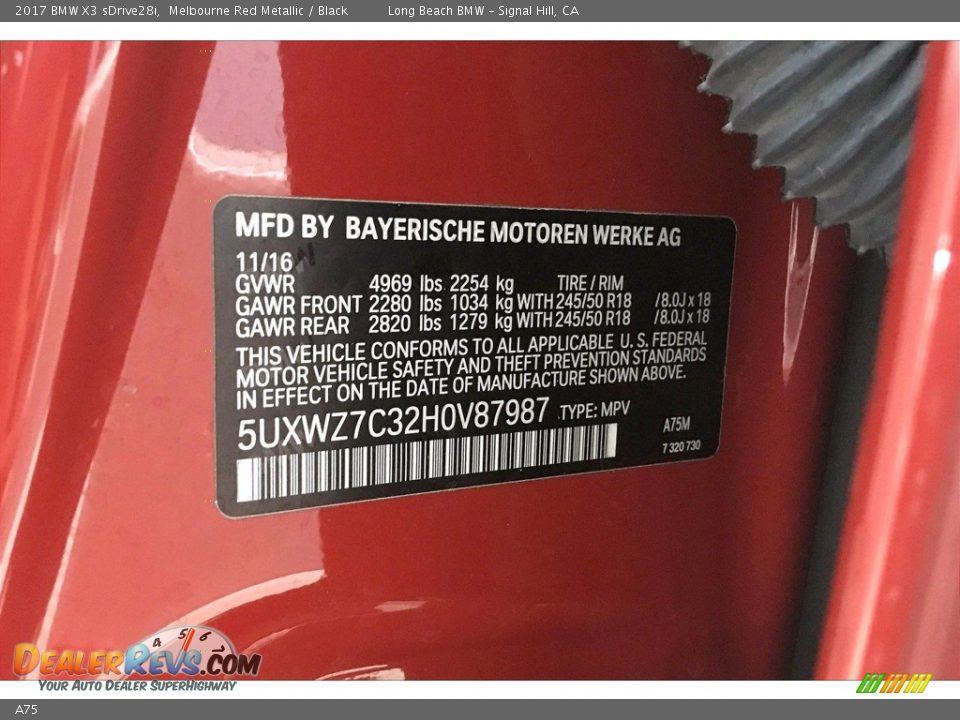 2017 BMW X3 sDrive28i, Melbourne Red Metallic / Black Long Beach BMW – Signal Hill, CA
MFD BY BAYERISCHE MOTOREN WERKE AG
11/16
GVWR 4969 lbs 2254 kg TIRE / RIM
GAWR FRONT 2280 lbs 1034 kg WITH 245/50 R18 /8.0J x 18
GAWR REAR 2820 lbs 1279 kg WITH 245/50 R18 /8.0J x 18
THIS VEHICLE CONFORMS TO ALL APPLICABLE U. S. FEDERAL
MOTOR VEHICLE SAFETY AND THEFT PREVENTION STANDARDS
IN EFFECT ON THE DATE OF MANUFACTURE SHOWN ABOVE.
5UXWZ7C32H0V87987 TYPE: MPV
A75M
7 320 730
4 5 6
DEALERREVS.COM
YOUR AUTO DEALER SUPERHIGHWAY
A75